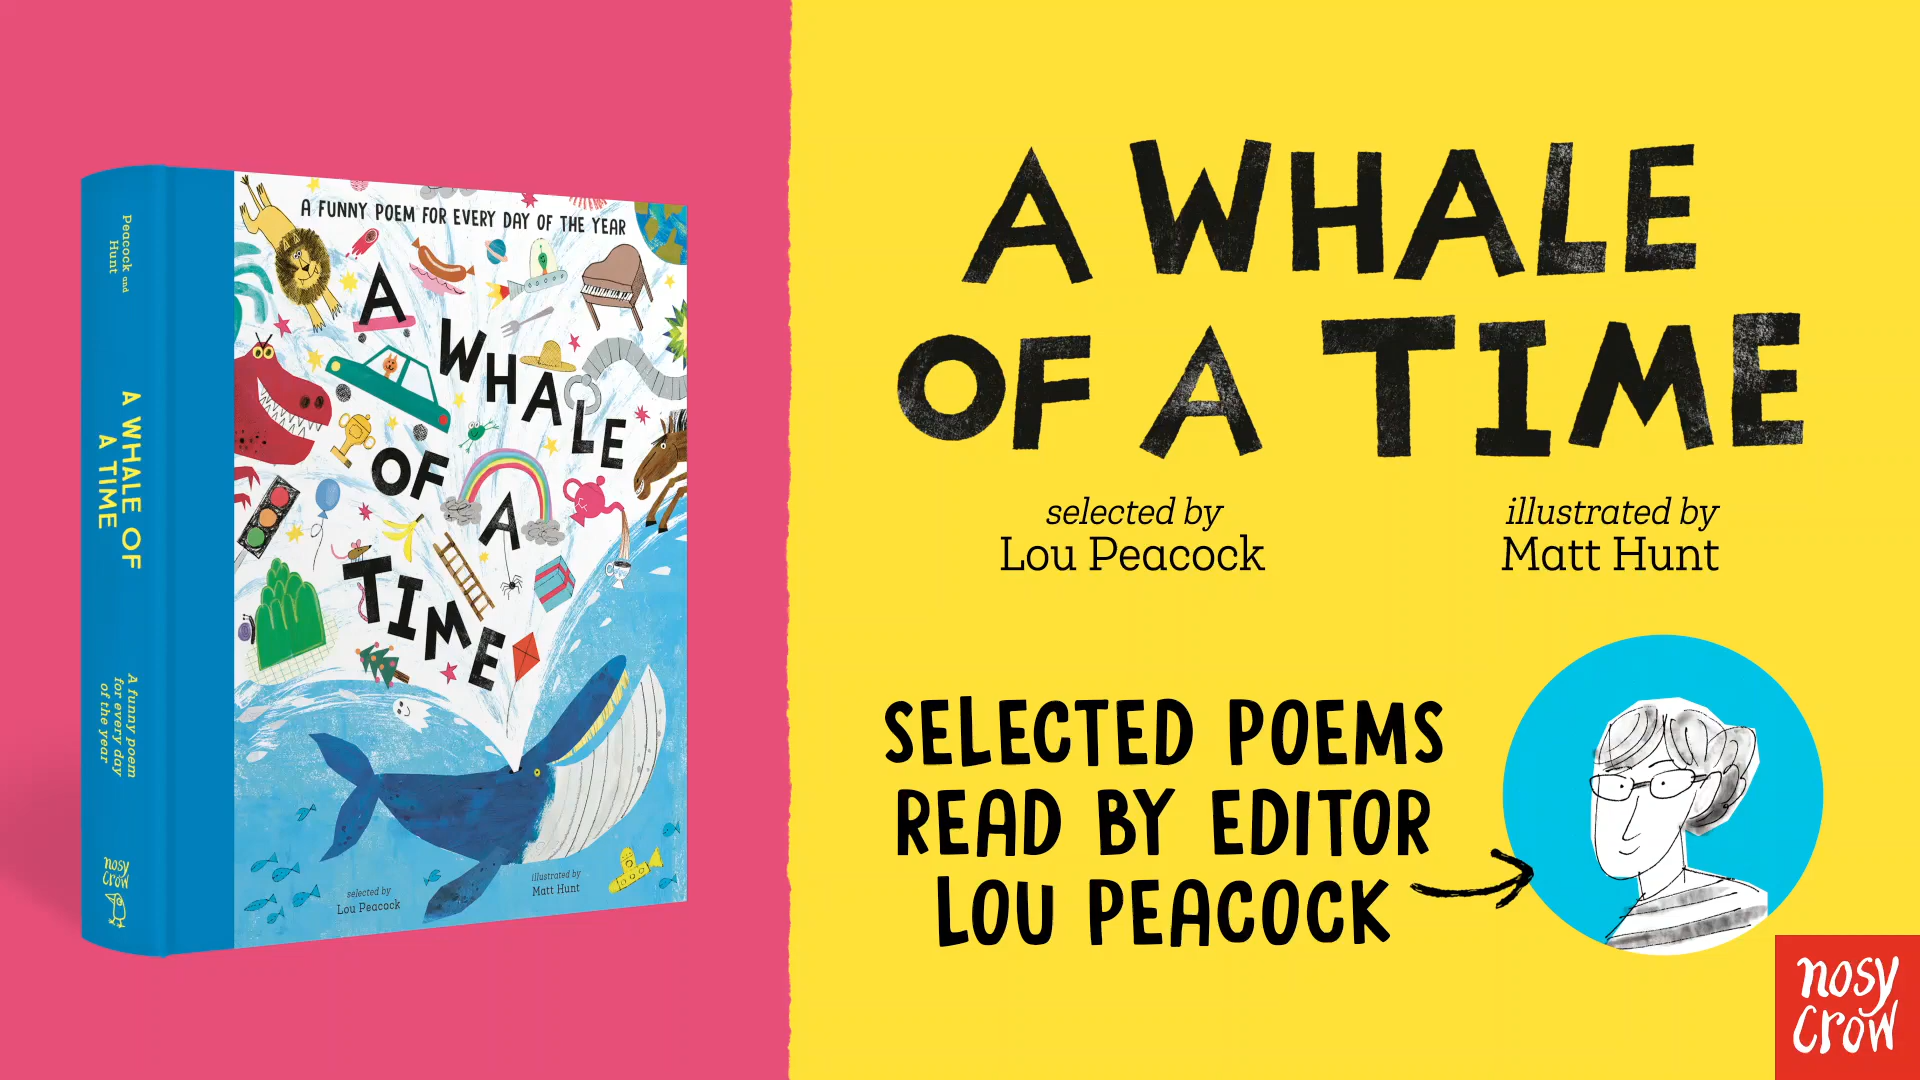 Peacock and
Hunt
A WHALE OF
A TIME
A funny poem
for every day
of the year
nosy
crow
A FUNNY POEM FOR EVERY DAY OF THE YEAR
A
WHALE
OF A
TIME
selected by
Lou Peacock
illustrated by
Matt Hunt
A WHALE
OF A TIME
selected by
Lou Peacock
illustrated by
Matt Hunt
SELECTED POEMS
READ BY EDITOR
LOU PEACOCK
nosy
crow